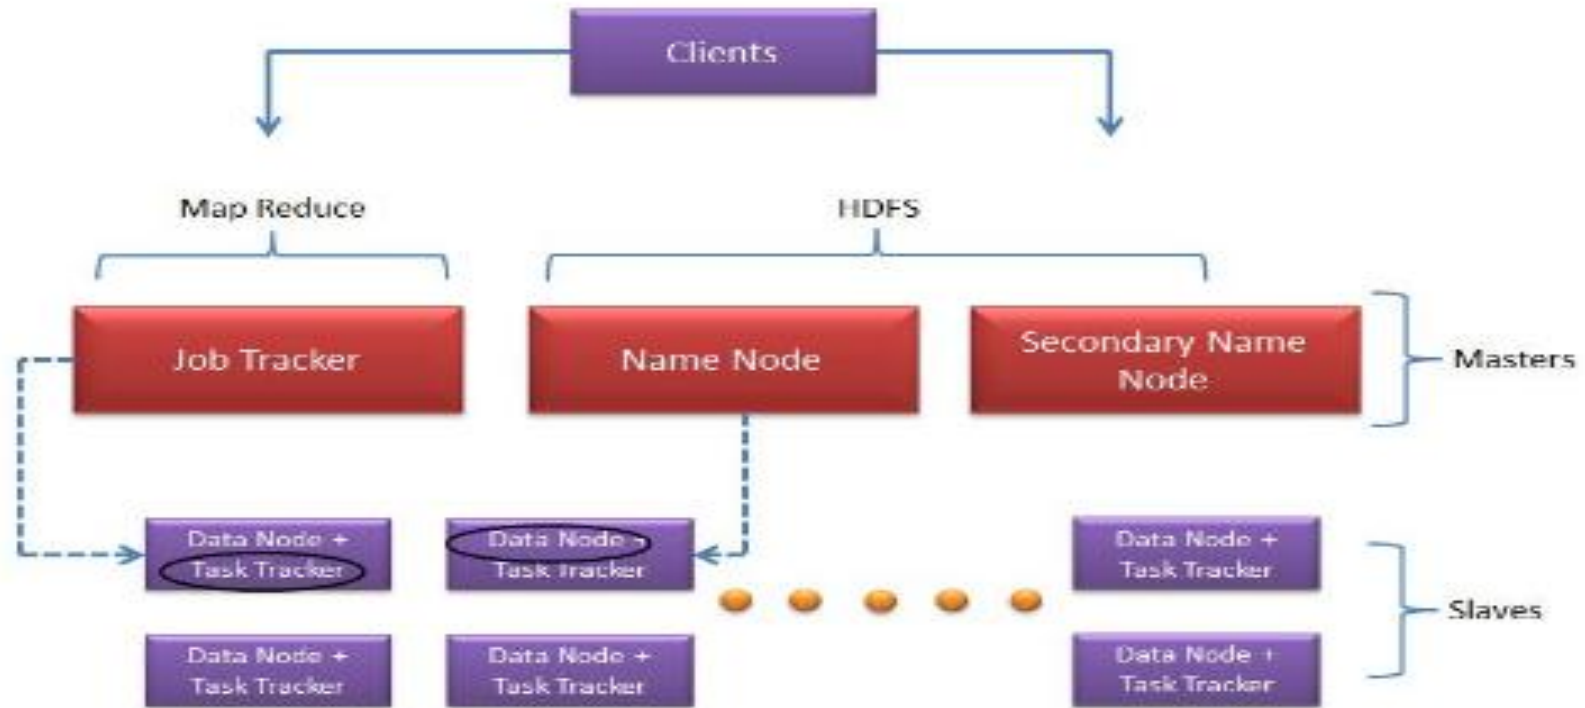 Clients
Map Reduce
HDFS
Job Tracker
Name Node
Secondary Name
Node
Masters
Data Node +
Task Tracker
Data Node +
Task Tracker
Data Node +
Task Tracker
Slaves
Data Node +
Task Tracker
Data Node +
Task Tracker
Data Node +
Task Tracker